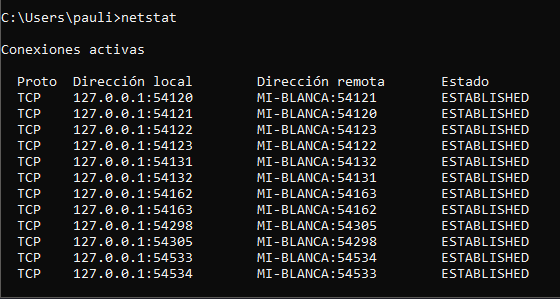 C:\Users\pauli>netstat
Conexiones activas
Proto Dirección local Dirección remota Estado
TCP 127.0.0.1:54120 MI-BLANCA:54121 ESTABLISHED
TCP 127.0.0.1:54121 MI-BLANCA:54120 ESTABLISHED
TCP 127.0.0.1:54122 MI-BLANCA:54123 ESTABLISHED
TCP 127.0.0.1:54123 MI-BLANCA:54122 ESTABLISHED
TCP 127.0.0.1:54131 MI-BLANCA:54132 ESTABLISHED
TCP 127.0.0.1:54132 MI-BLANCA:54131 ESTABLISHED
TCP 127.0.0.1:54162 MI-BLANCA:54163 ESTABLISHED
TCP 127.0.0.1:54163 MI-BLANCA:54162 ESTABLISHED
TCP 127.0.0.1:54298 MI-BLANCA:54305 ESTABLISHED
TCP 127.0.0.1:54305 MI-BLANCA:54298 ESTABLISHED
TCP 127.0.0.1:54533 MI-BLANCA:54534 ESTABLISHED
TCP 127.0.0.1:54534 MI-BLANCA:54533 ESTABLISHED